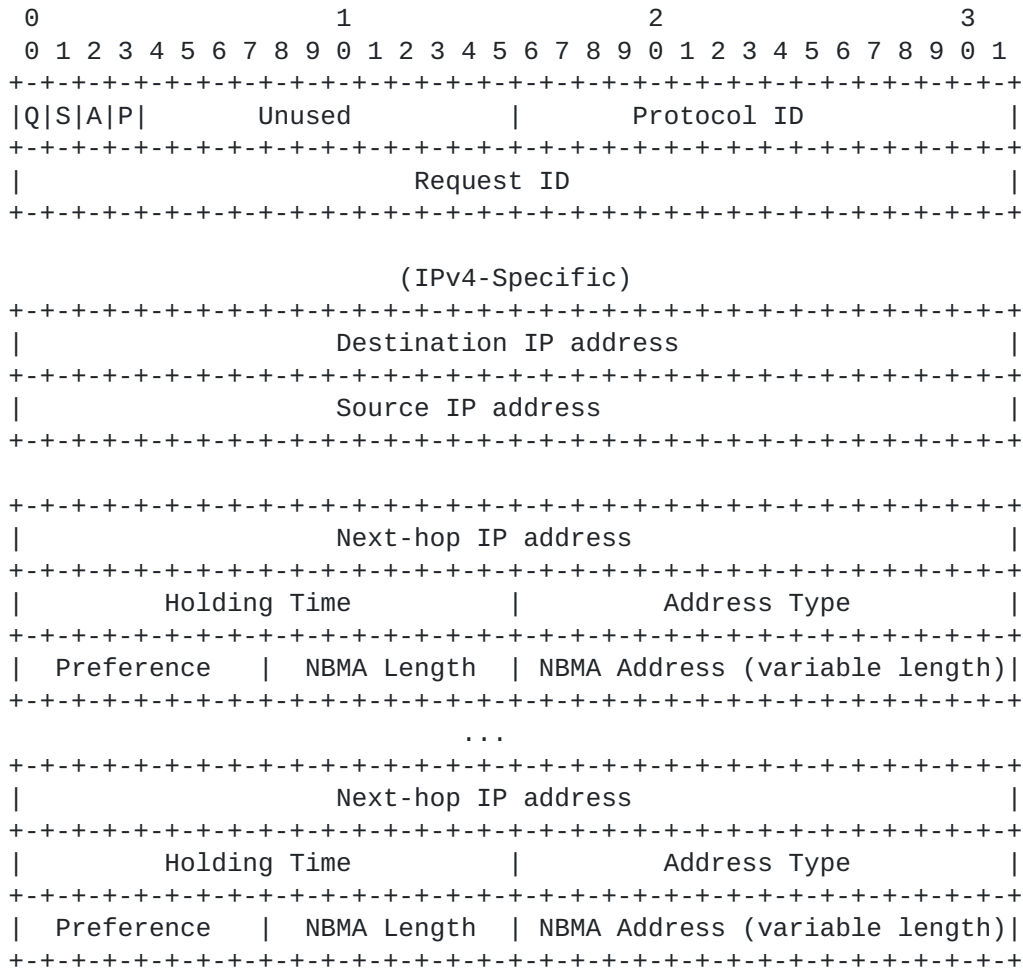 0                   1                   2                   3
 0 1 2 3 4 5 6 7 8 9 0 1 2 3 4 5 6 7 8 9 0 1 2 3 4 5 6 7 8 9 0 1
+-+-+-+-+-+-+-+-+-+-+-+-+-+-+-+-+-+-+-+-+-+-+-+-+-+-+-+-+-+-+-+-+
|Q|S|A|P|       Unused          |       Protocol ID             |
+-+-+-+-+-+-+-+-+-+-+-+-+-+-+-+-+-+-+-+-+-+-+-+-+-+-+-+-+-+-+-+-+
|                         Request ID                            |
+-+-+-+-+-+-+-+-+-+-+-+-+-+-+-+-+-+-+-+-+-+-+-+-+-+-+-+-+-+-+-+-+

                         (IPv4-Specific)
+-+-+-+-+-+-+-+-+-+-+-+-+-+-+-+-+-+-+-+-+-+-+-+-+-+-+-+-+-+-+-+-+
|                    Destination IP address                     |
+-+-+-+-+-+-+-+-+-+-+-+-+-+-+-+-+-+-+-+-+-+-+-+-+-+-+-+-+-+-+-+-+
|                    Source IP address                          |
+-+-+-+-+-+-+-+-+-+-+-+-+-+-+-+-+-+-+-+-+-+-+-+-+-+-+-+-+-+-+-+-+

+-+-+-+-+-+-+-+-+-+-+-+-+-+-+-+-+-+-+-+-+-+-+-+-+-+-+-+-+-+-+-+-+
|                    Next-hop IP address                        |
+-+-+-+-+-+-+-+-+-+-+-+-+-+-+-+-+-+-+-+-+-+-+-+-+-+-+-+-+-+-+-+-+
|         Holding Time          |         Address Type          |
+-+-+-+-+-+-+-+-+-+-+-+-+-+-+-+-+-+-+-+-+-+-+-+-+-+-+-+-+-+-+-+-+
|  Preference   |  NBMA Length  | NBMA Address (variable length)|
+-+-+-+-+-+-+-+-+-+-+-+-+-+-+-+-+-+-+-+-+-+-+-+-+-+-+-+-+-+-+-+-+
                             ...
+-+-+-+-+-+-+-+-+-+-+-+-+-+-+-+-+-+-+-+-+-+-+-+-+-+-+-+-+-+-+-+-+
|                    Next-hop IP address                        |
+-+-+-+-+-+-+-+-+-+-+-+-+-+-+-+-+-+-+-+-+-+-+-+-+-+-+-+-+-+-+-+-+
|         Holding Time          |         Address Type          |
+-+-+-+-+-+-+-+-+-+-+-+-+-+-+-+-+-+-+-+-+-+-+-+-+-+-+-+-+-+-+-+-+
|  Preference   |  NBMA Length  | NBMA Address (variable length)|
+-+-+-+-+-+-+-+-+-+-+-+-+-+-+-+-+-+-+-+-+-+-+-+-+-+-+-+-+-+-+-+-+